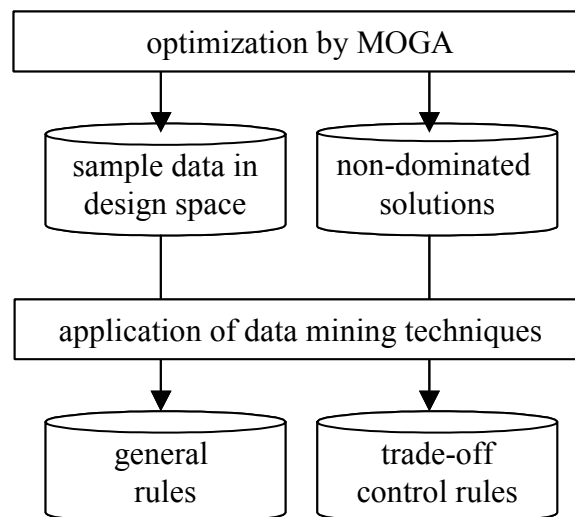 optimization by MOGA
sample data in
design space
non-dominated
solutions
application of data mining techniques
general
rules
trade-off
control rules